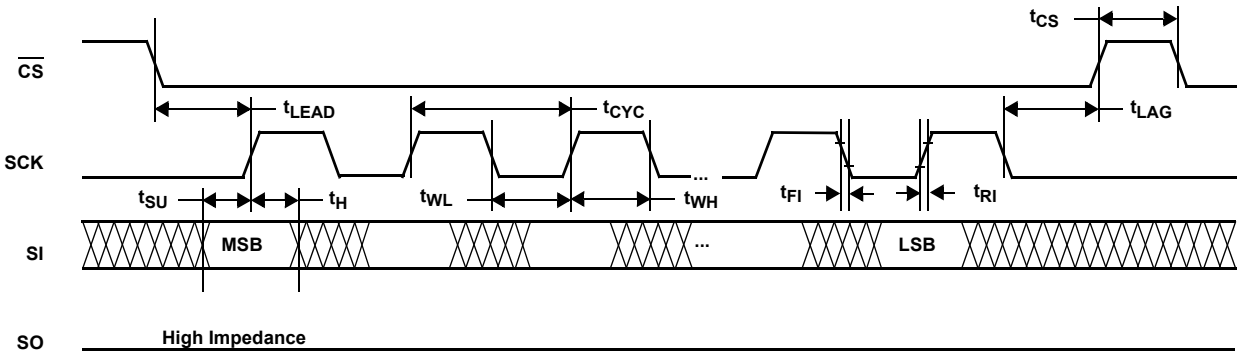 tCS
CS
tLEAD
tCYC
tLAG
SCK
...
tSU
tH
tWL
tWH
tFI
tRI
SI
MSB
...
LSB
SO
High Impedance